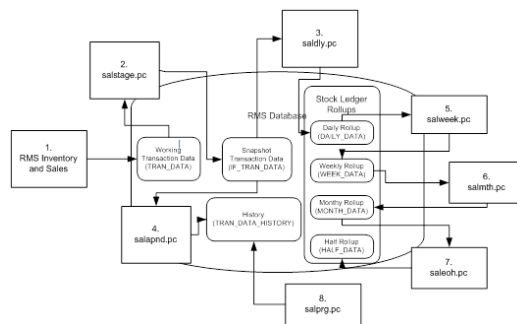 3.
saldly.pc
2.
salstage.pc
RMS Database
Stock Ledger
Rollups
Daily Rollup
(DAILY_DATA)
5.
salweek.pc
1.
RMS Inventory
and Sales
Working
Transaction Data
(TRAN_DATA)
Snapshot
Transaction Data
(IF_TRAN_DATA)
Weekly Rollup
(WEEK_DATA)
6.
salmth.pc
4.
salapnd.pc
History
(TRAN_DATA_HISTORY)
Monthy Rollup
(MONTH_DATA)
Half Rollup
(HALF_DATA)
7.
saleoh.pc
8.
salprg.pc